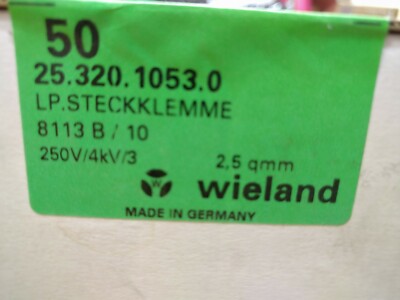 50
25.320.1053.0
LP.STECKKLEMME
8113 B / 10
250V/4kV/3 2,5 qmm
wieland
MADE IN GERMANY